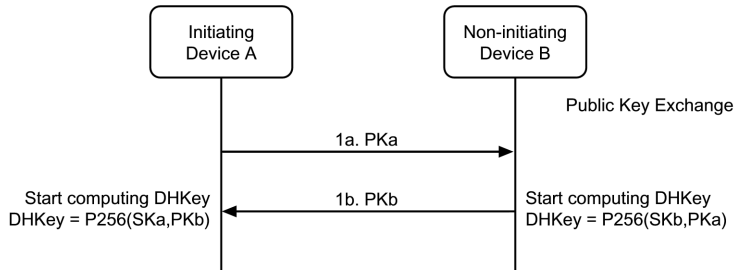 Initiating
Device A
Non-initiating
Device B
Public Key Exchange
1a. PKa
Start computing DHKey
DHKey = P256(SKa,PKb)
1b. PKb
Start computing DHKey
DHKey = P256(SKb,PKa)